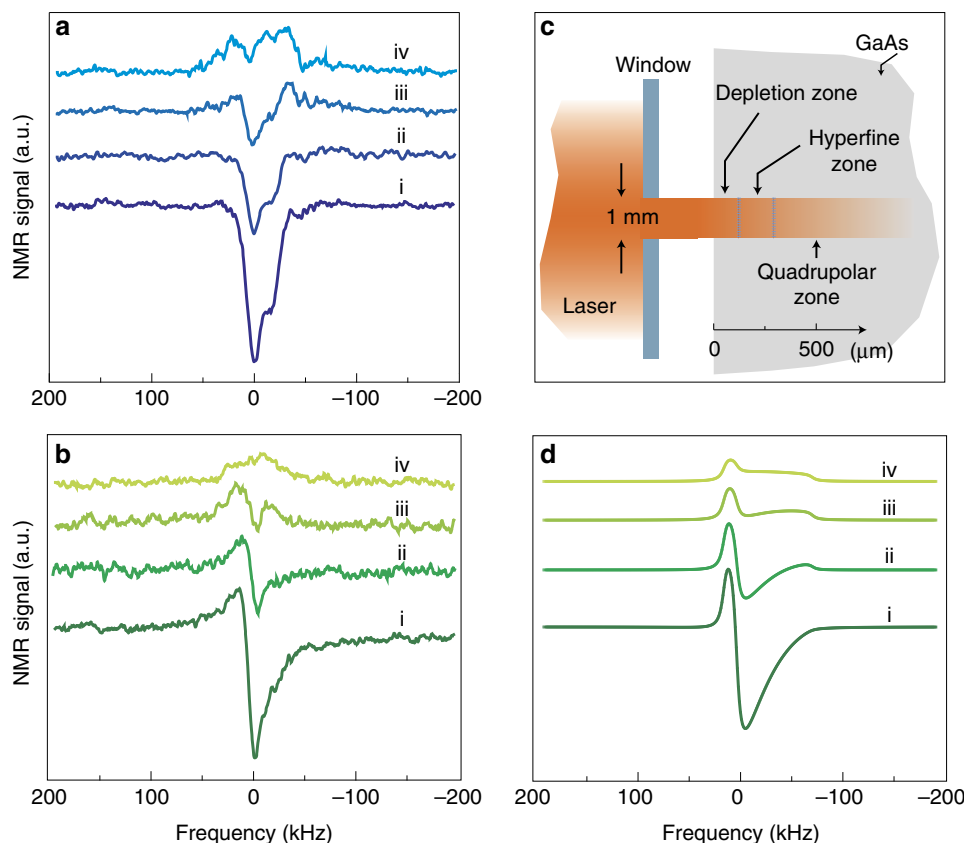 a
iv
iii
ii
i
NMR signal (a.u.)
200 100 0 –100 –200
c
GaAs
Window
Depletion zone
Hyperfine
zone
1 mm
Quadrupolar
zone
Laser
0 500 (μm)
b
iv
iii
ii
i
NMR signal (a.u.)
200 100 0 –100 –200
Frequency (kHz)
d
iv
iii
ii
i
200 100 0 –100 –200
Frequency (kHz)